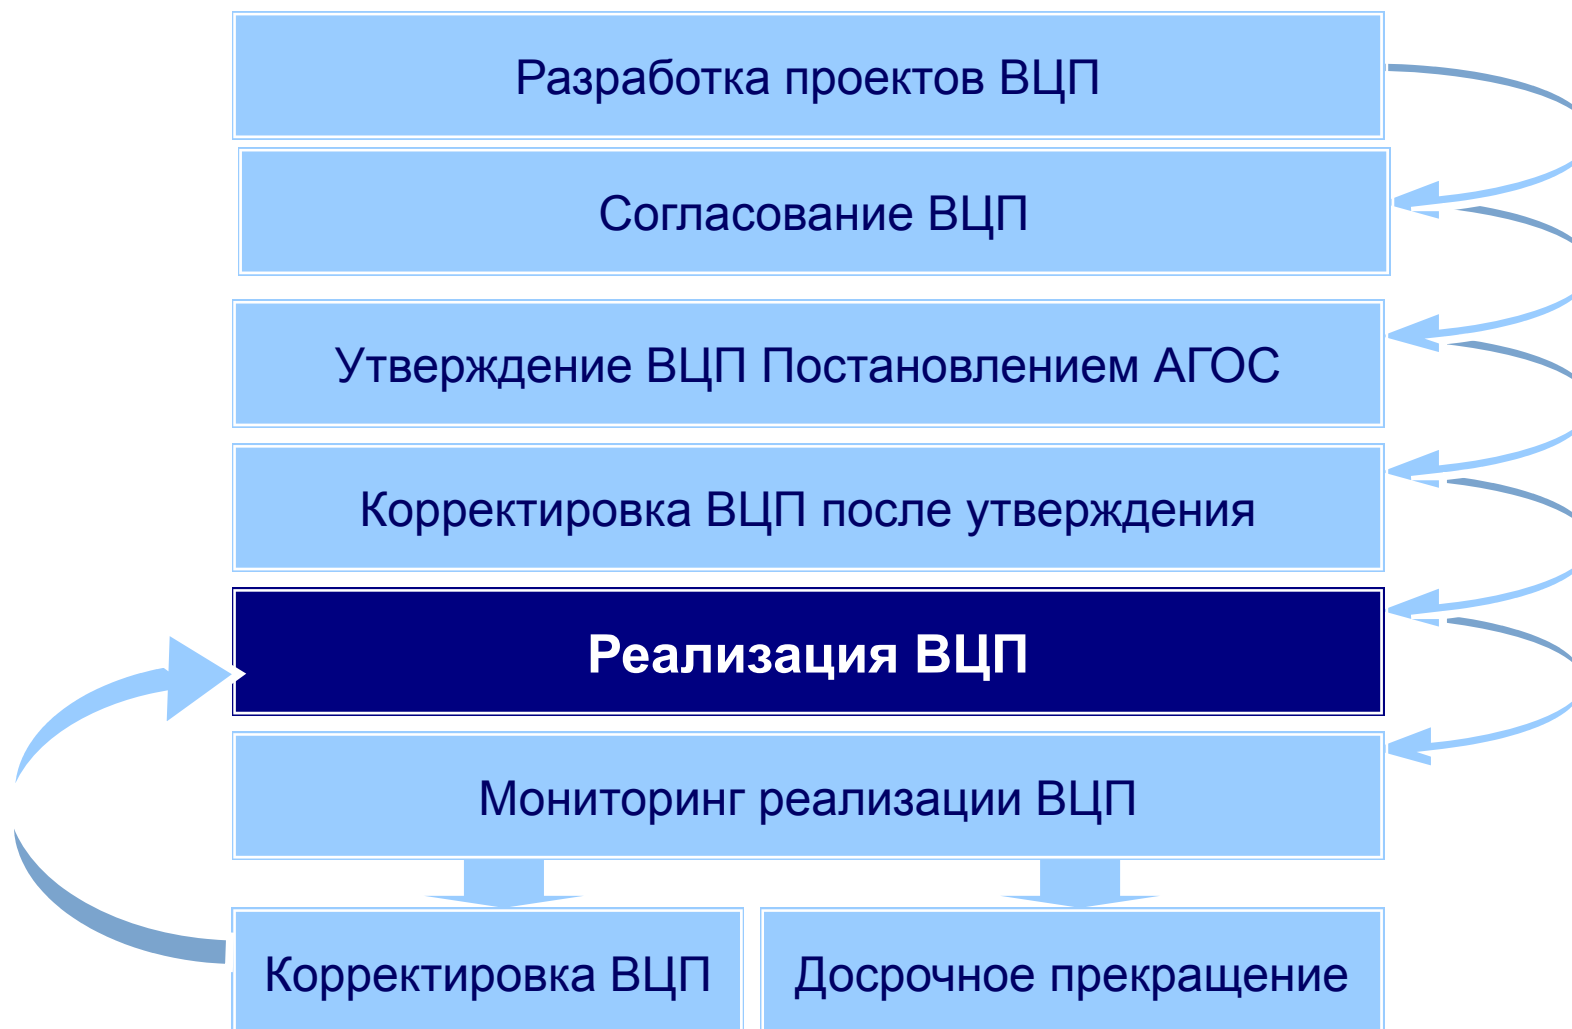 Разработка проектов ВЦП
Согласование ВЦП
Утверждение ВЦП Постановлением АГОС
Корректировка ВЦП после утверждения
Реализация ВЦП
Мониторинг реализации ВЦП
Корректировка ВЦП
Досрочное прекращение